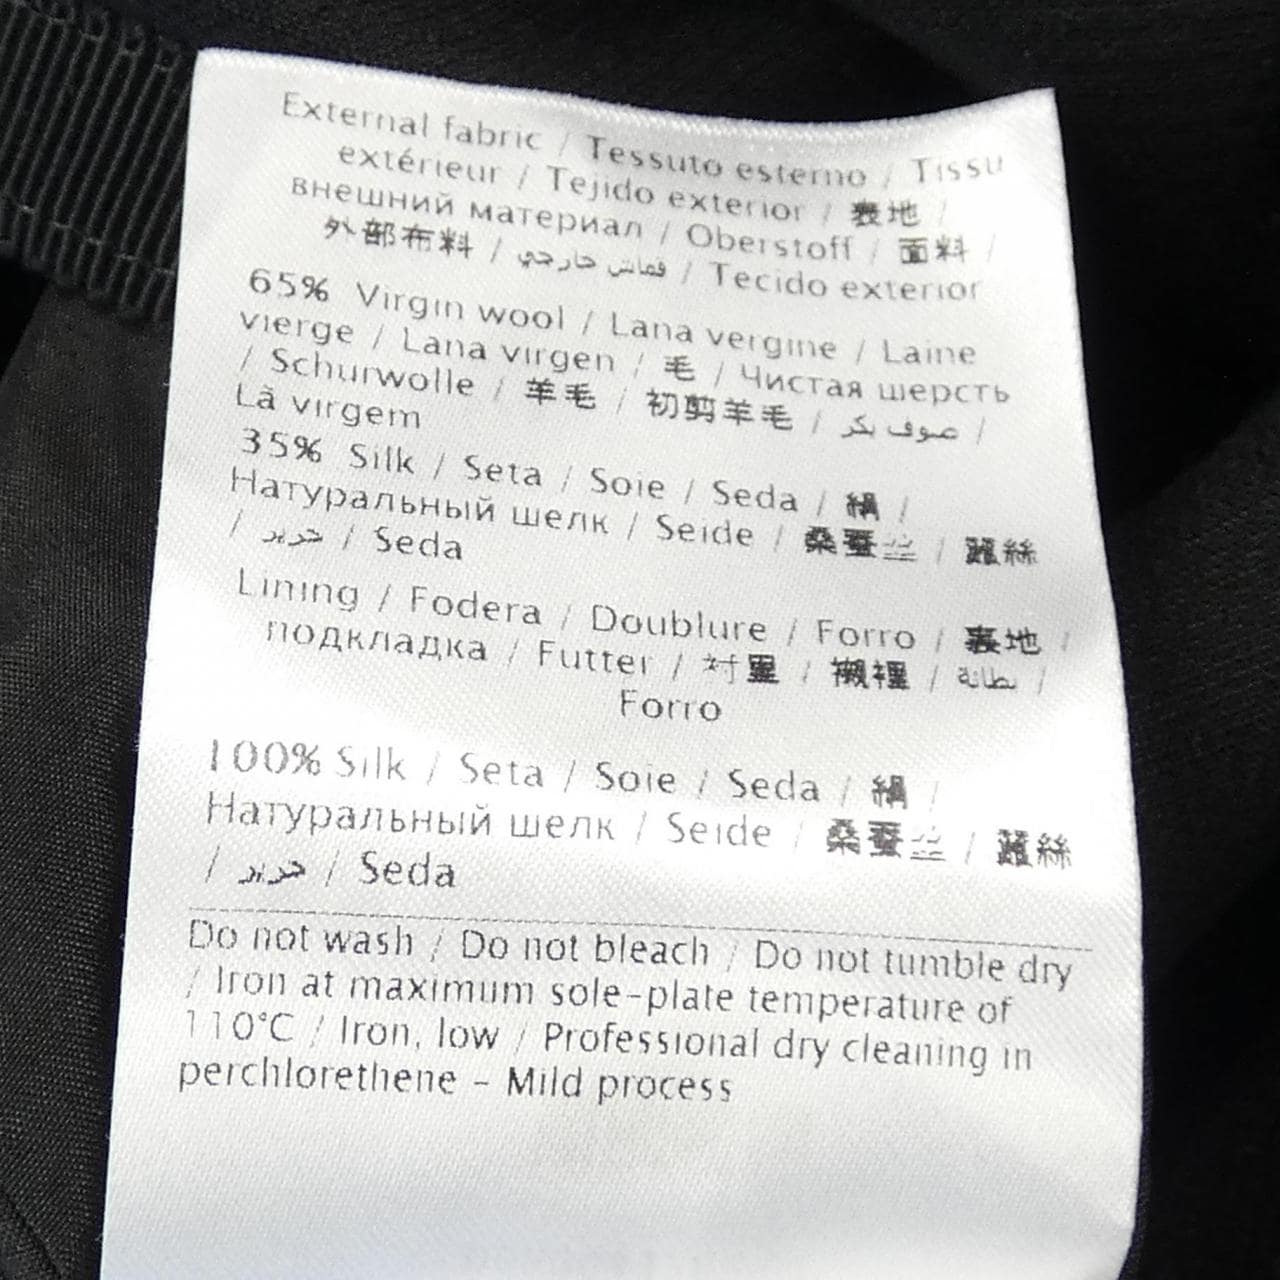 External fabric / Tessuto esterno / Tissu
extérieur / Tejido exterior / 表地 /
внешний материал / Oberstoff / 面料 /
外部布料 / قماش خارجي / Tecido exterior
65% Virgin wool / Lana vergine / Laine
vierge / Lana virgen / 毛 / Чистая шерсть
/ Schurwolle / 羊毛 / 初剪羊毛 / صوف بكر /
Lã virgem
35% Silk / Seta / Soie / Seda / 絹 /
Натуральный шелк / Seide / 桑蚕丝 / 蠶絲
/ حرير / Seda
Lining / Fodera / Doublure / Forro / 裏地 /
подкладка / Futter / 衬里 / 襯裡 / بطانة /
Forro
100% Silk / Seta / Soie / Seda / 絹 /
Натуральный шелк / Seide / 桑蚕丝 / 蠶絲
/ حرير / Seda
Do not wash / Do not bleach / Do not tumble dry
/ Iron at maximum sole-plate temperature of
110°C / Iron, low / Professional dry cleaning in
perchlorethene - Mild process